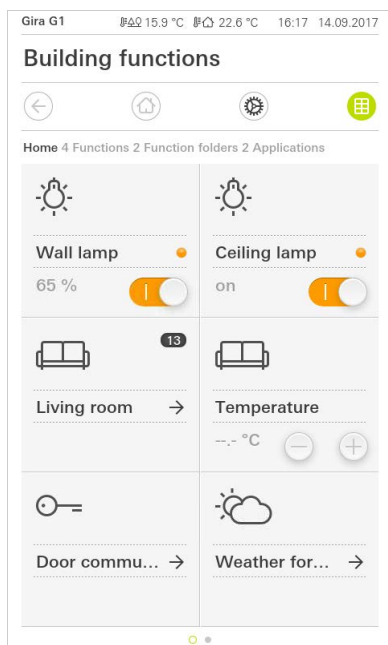 Gira G1 15.9 °C 22.6 °C 16:17 14.09.2017
Building functions
Home 4 Functions 2 Function folders 2 Applications
Wall lamp Ceiling lamp
65 % on
13
Living room Temperature
--.- °C
Door commu... Weather for...